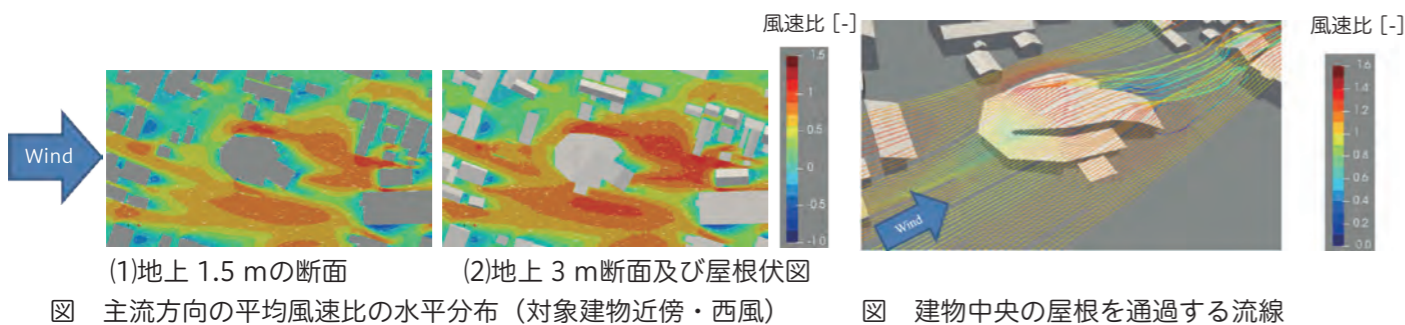 風速比 [-]
1.5
1
0.5
0
-0.5
-1.0
Wind
⑴地上 1.5 mの断面
⑵地上 3 m断面及び屋根伏図
図 主流方向の平均風速比の水平分布（対象建物近傍・西風）
風速比 [-]
1.6
1.4
1.2
1
0.8
0.6
0.4
0.2
0.0
Wind
図 建物中央の屋根を通過する流線